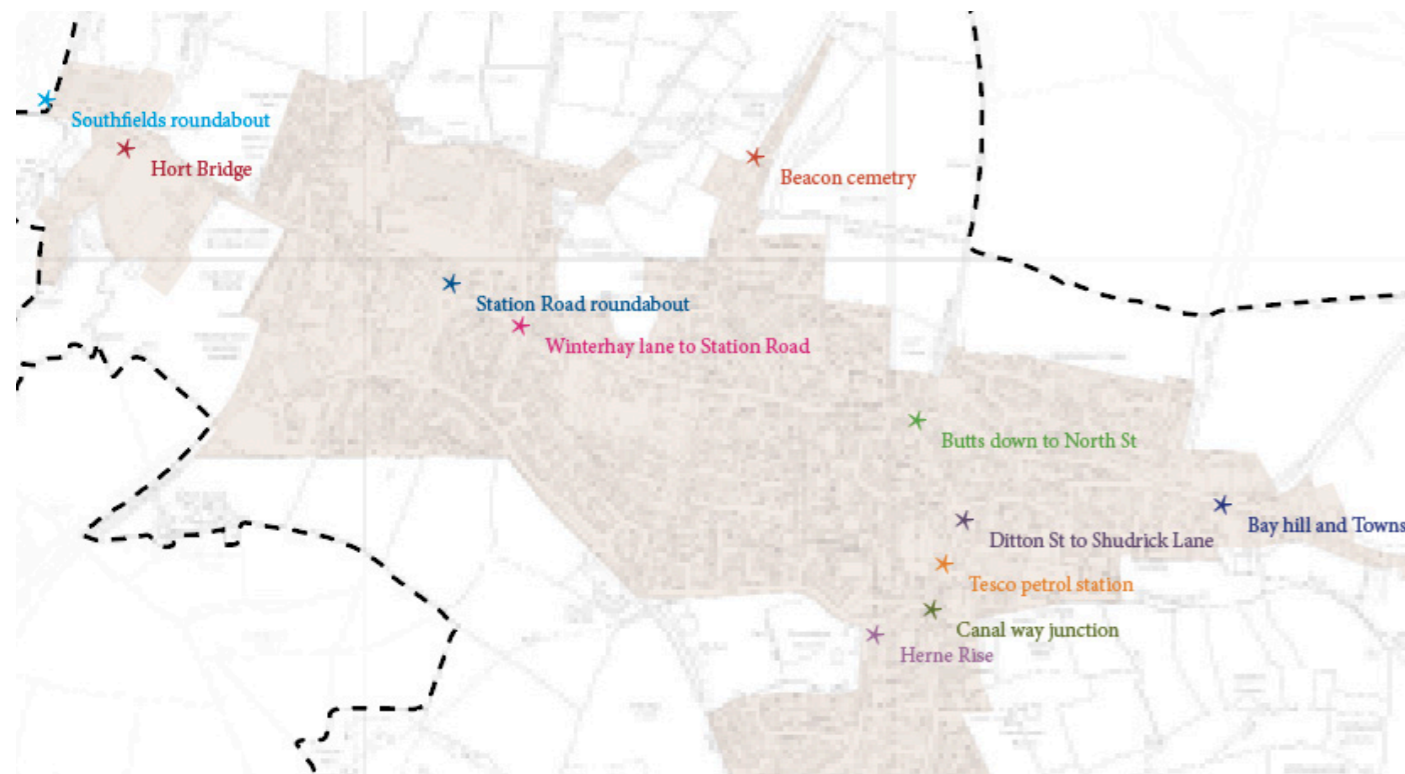 Southfields roundabout
Hort Bridge
Beacon cemetery
Station Road roundabout
Winterhay lane to Station Road
Butts down to North St
Bay hill and Towns
Ditton St to Shudrick Lane
Tesco petrol station
Canal way junction
Herne Rise